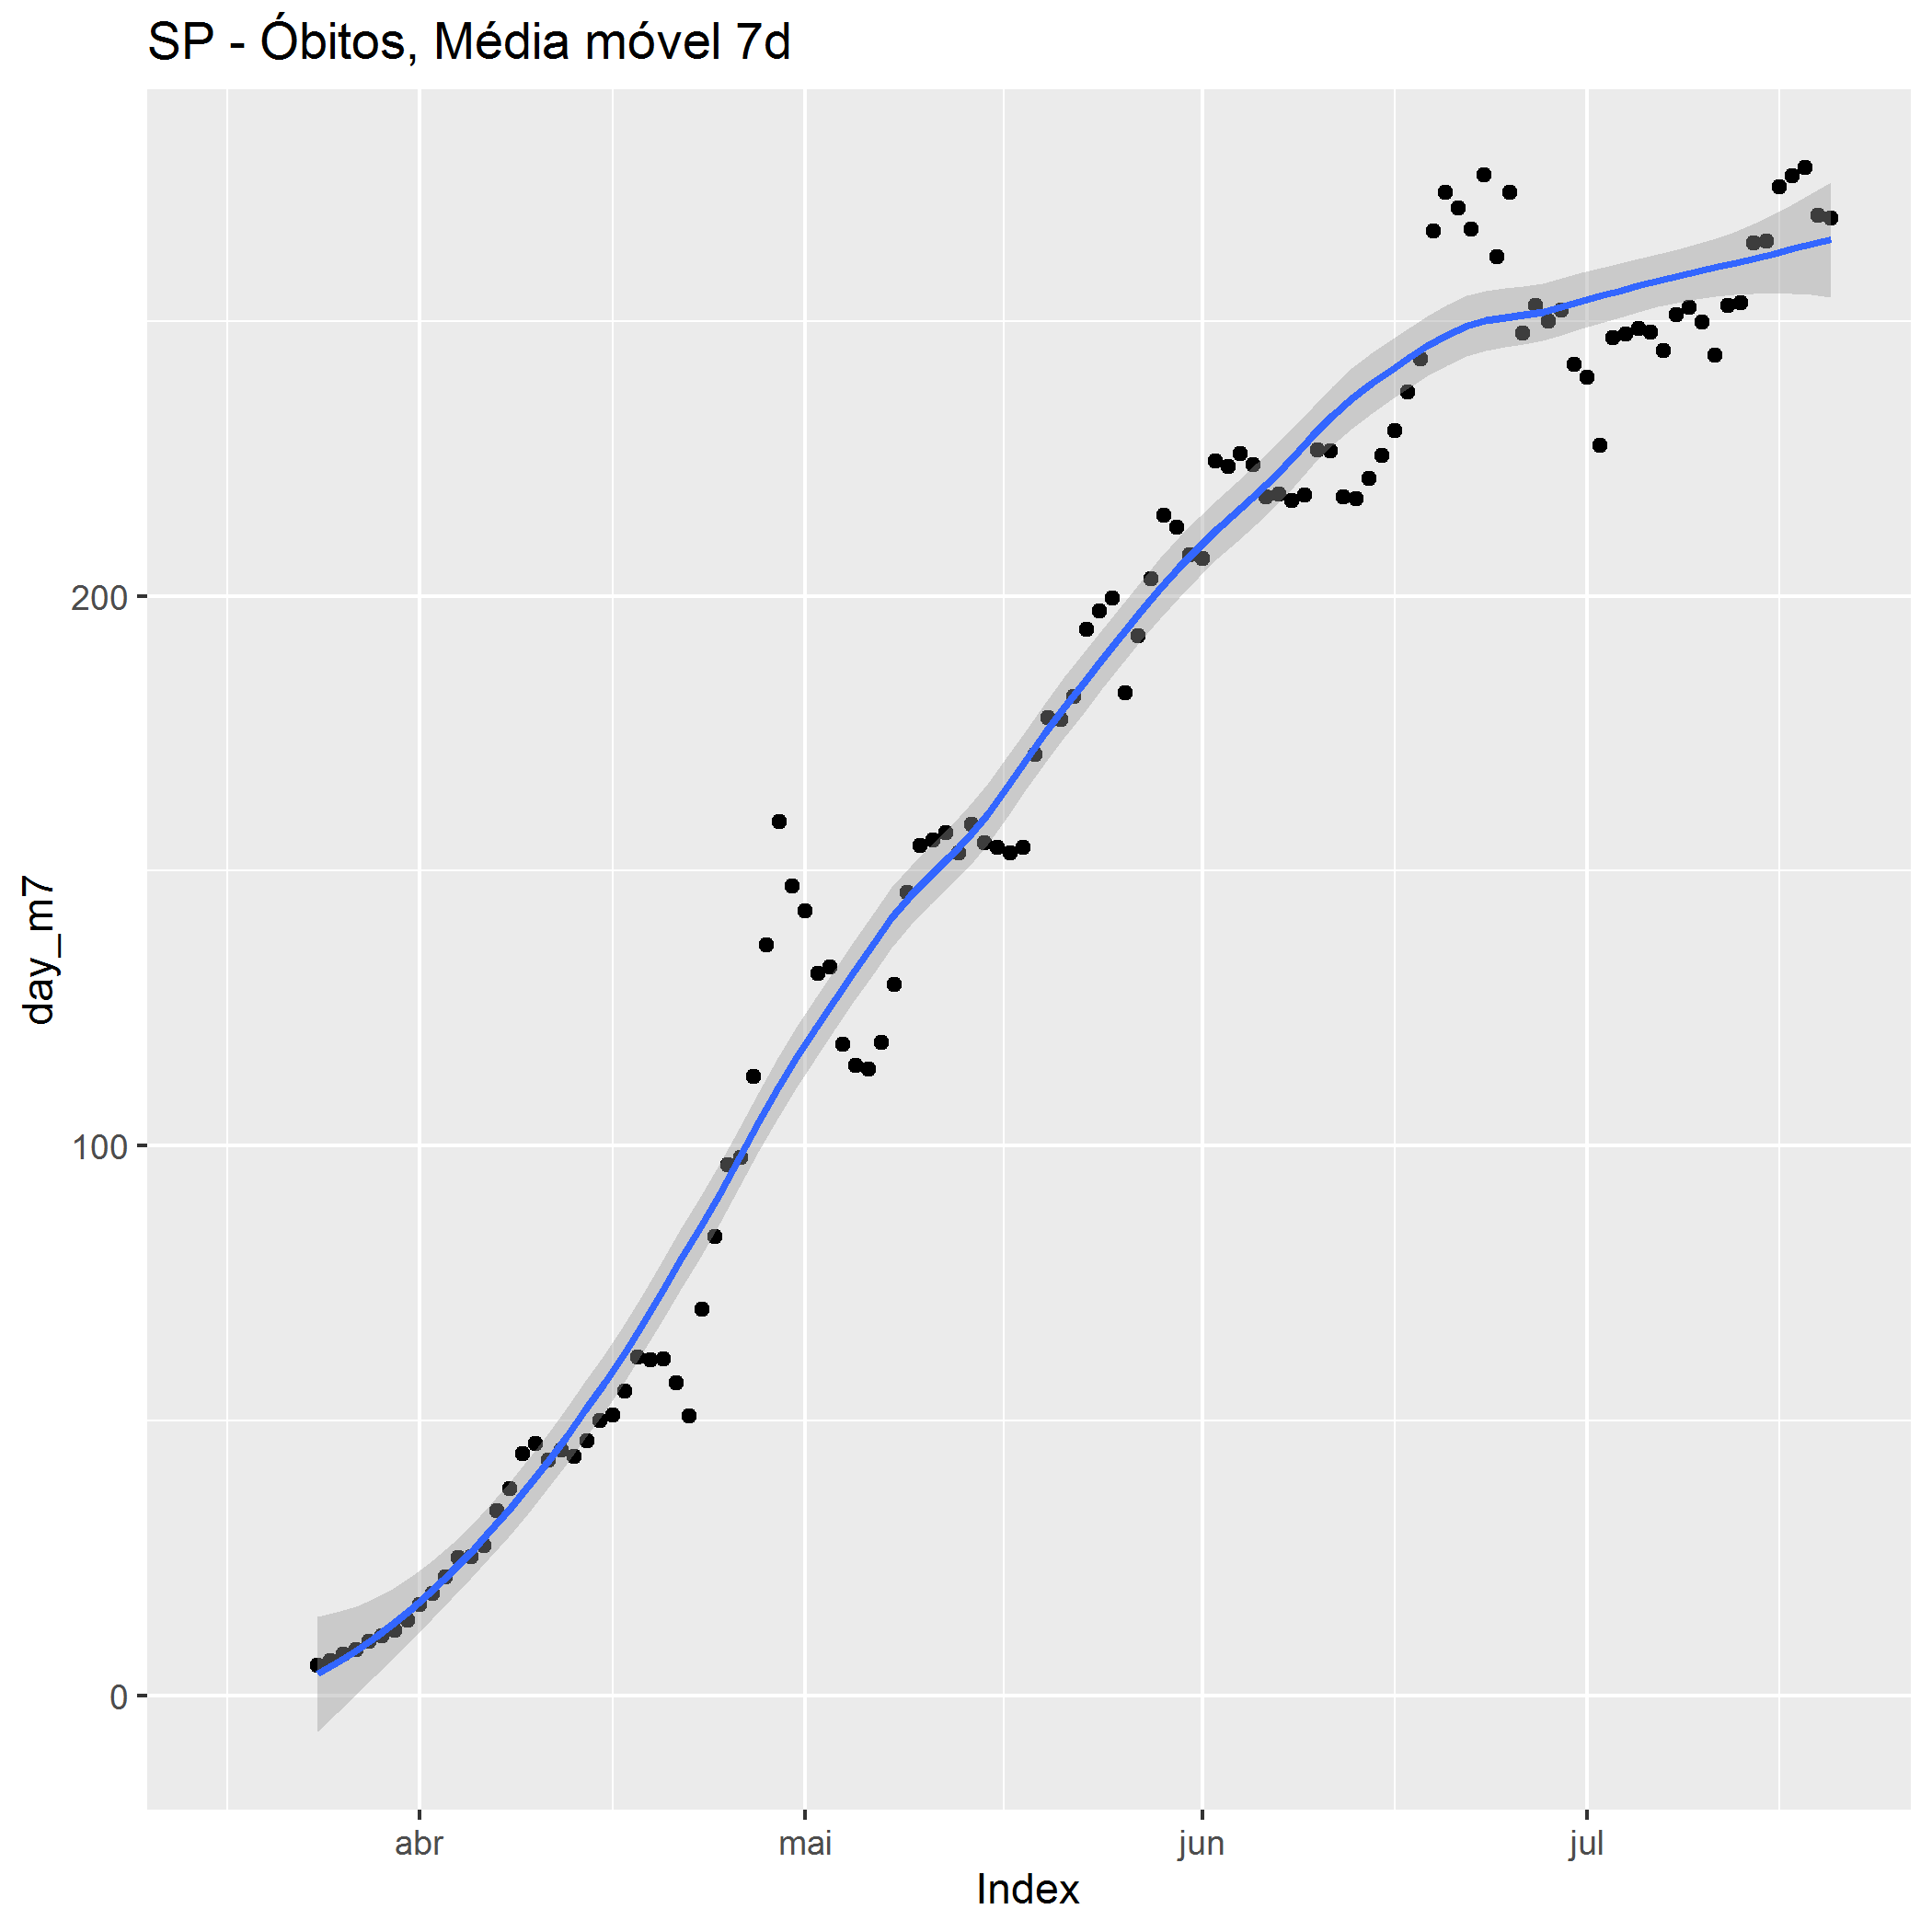 SP - Óbitos, Média móvel 7d
day_m7
200
100
0
abr mai jun jul
Index